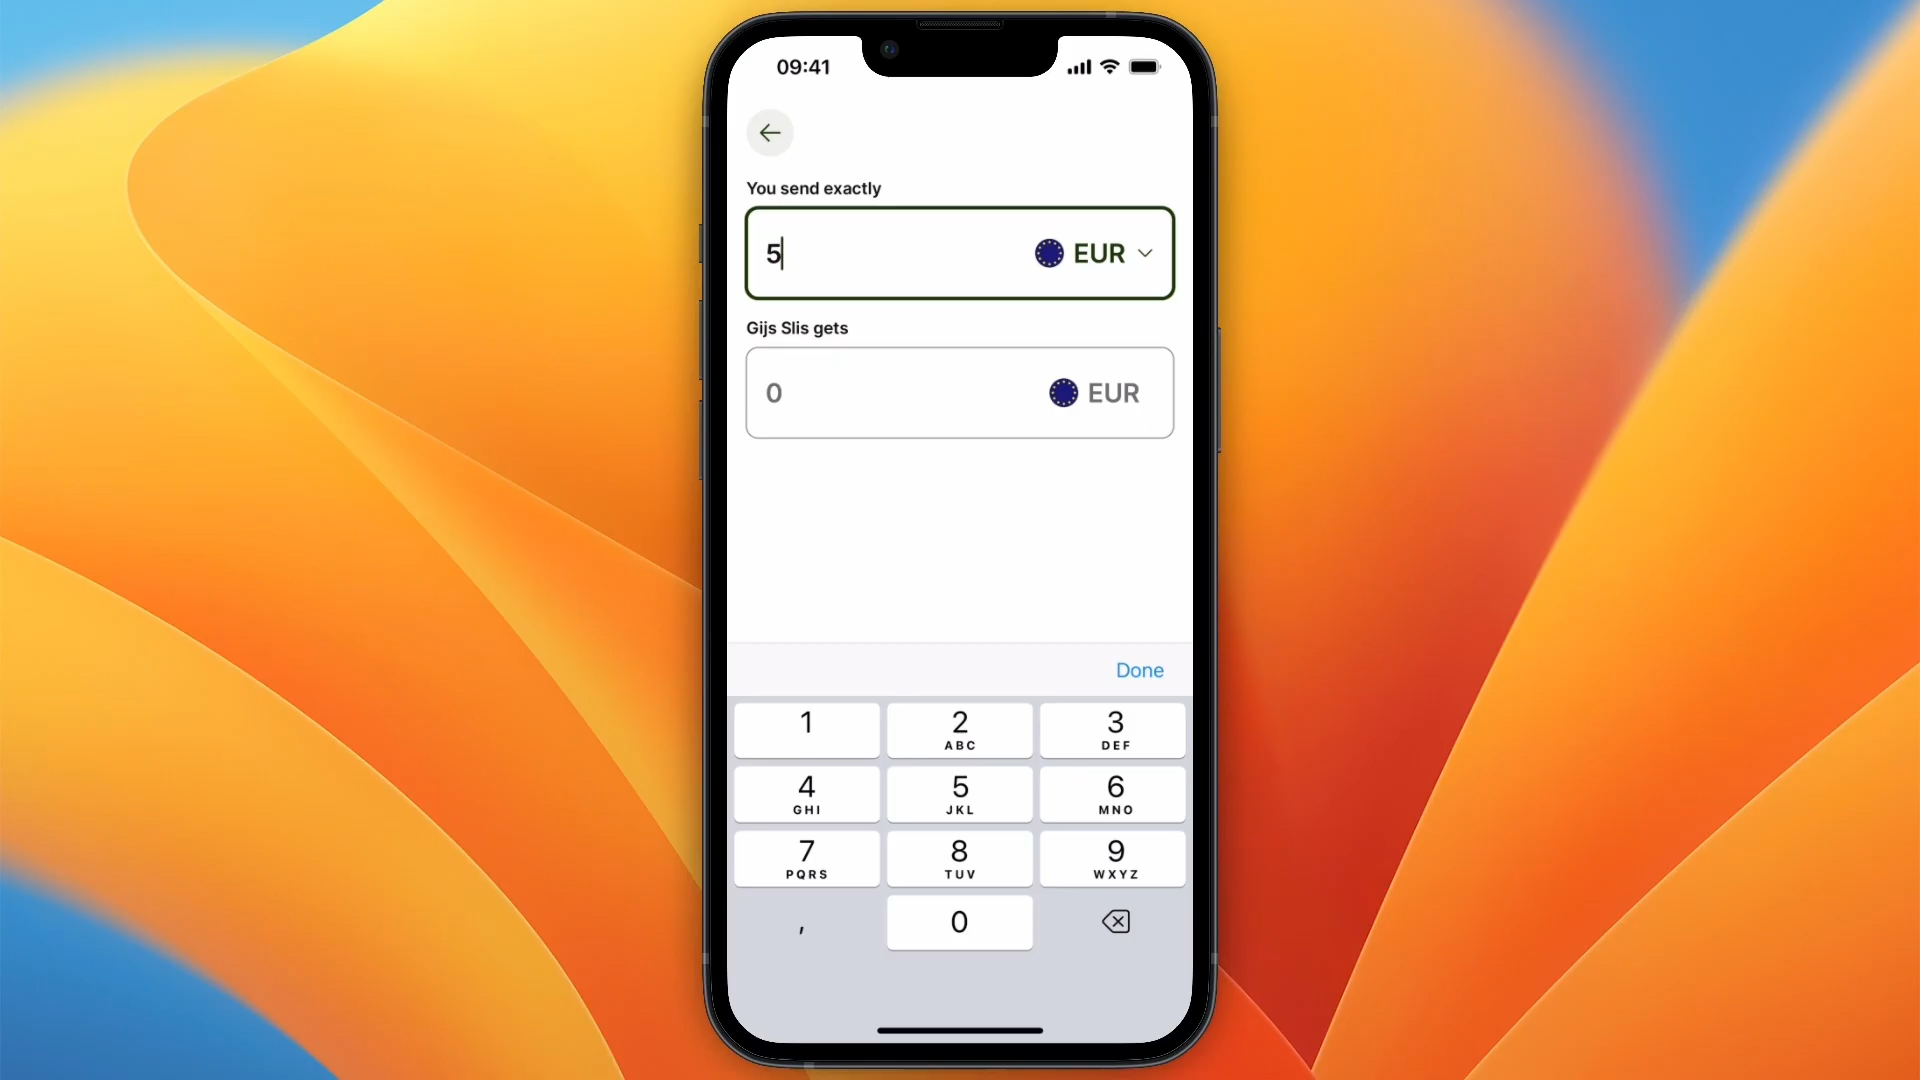 09:41
You send exactly
5 EUR
Gijs Slis gets
0 EUR
Done
1 2 3
ABC DEF
4 5 6
GHI JKL MNO
7 8 9
PQRS TUV WXYZ
, 0